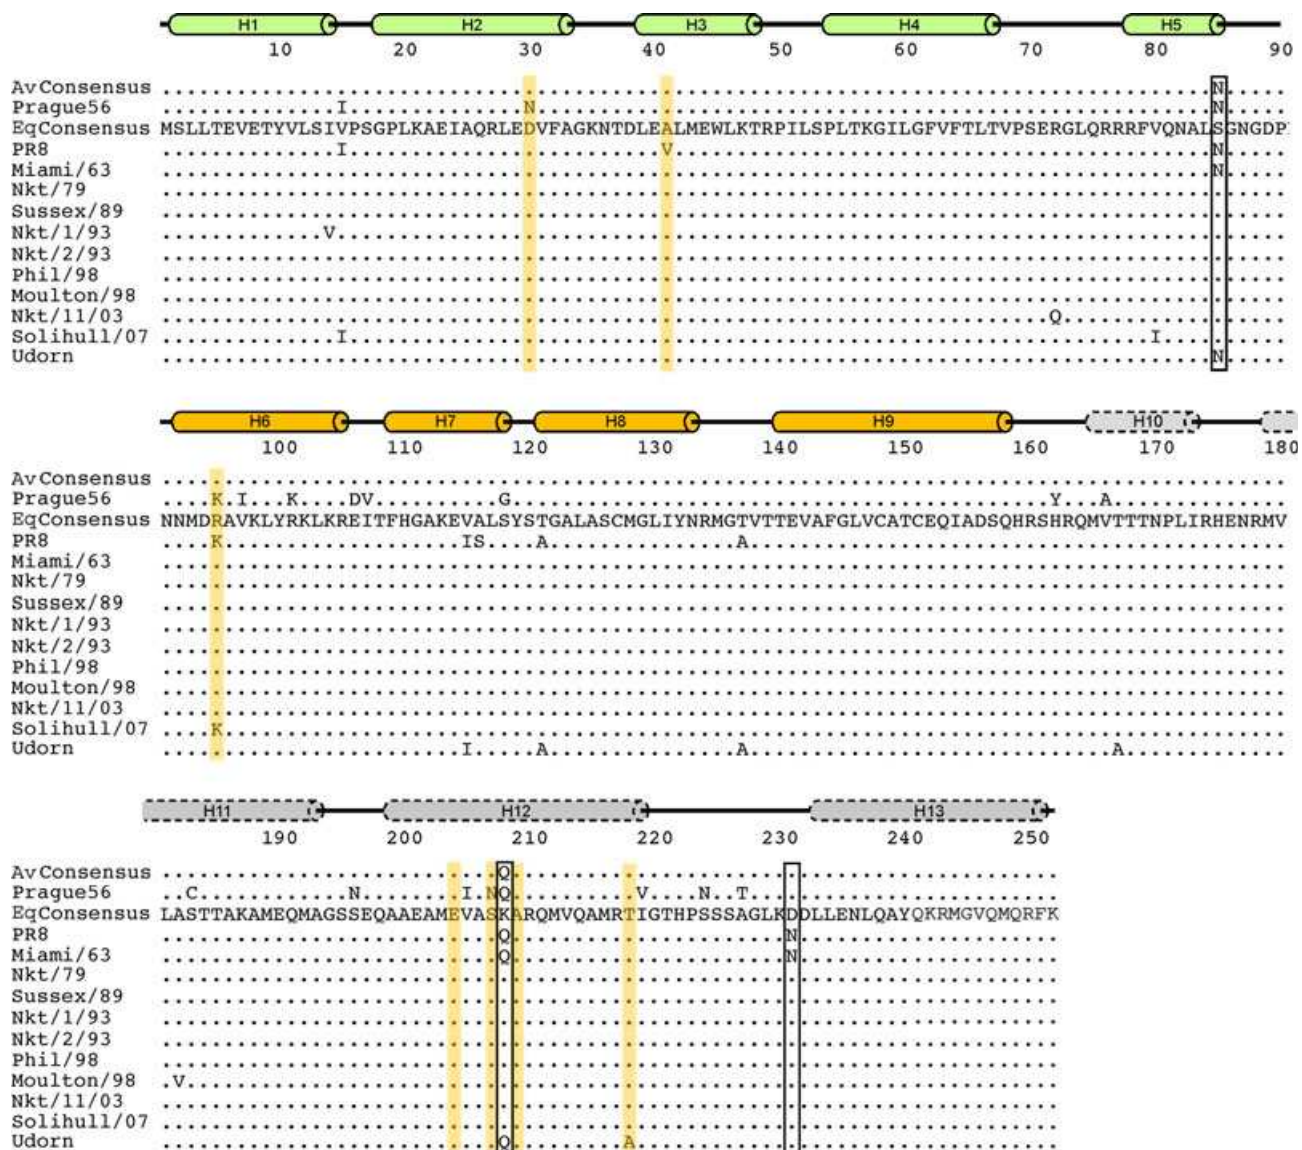 H1 H2 H3 H4 H5
10 20 30 40 50 60 70 80 90
AvConsensus ....................................................................................N.....
Prague56 ..............I..............N......................................................N.....
EqConsensus MSLLTEVETYVLSIVPSGPLKAEIAQRLEDVFAGKNTDLEALMEWLKTRPILSPLTKGILGFVFTLTVPSERGLQRRRFVQNALSGNGDP
PR8 ..............I.........................V...........................................N.....
Miami/63 ....................................................................................N.....
Nkt/79 ..........................................................................................
Sussex/89 ..........................................................................................
Nkt/1/93 .............V............................................................................
Nkt/2/93 ..........................................................................................
Phil/98 ..........................................................................................
Moulton/98 ..........................................................................................
Nkt/11/03 .......................................................................Q..................
Solihull/07 ..............I................................................................I..........
Udorn ....................................................................................N.....
H6 H7 H8 H9 H10
100 110 120 130 140 150 160 170 180
AvConsensus ..........................................................................................
Prague56 ....K.I...K....DV..........G...........................................Y...A..............
EqConsensus NNMDRAVKLYRKLKREITFHGAKEVALSYSTGALASCMGLIYNRMGTVTTEVAFGLVCATCEQIADSQHRSHRQMVTTTNPLIRHENRMV
PR8 ....K...................IS....A...............A...........................................
Miami/63 ..........................................................................................
Nkt/79 ..........................................................................................
Sussex/89 ..........................................................................................
Nkt/1/93 ..........................................................................................
Nkt/2/93 ..........................................................................................
Phil/98 ..........................................................................................
Moulton/98 ..........................................................................................
Nkt/11/03 ..........................................................................................
Solihull/07 ....K.....................................................................................
Udorn ........................I.....A...............A.............................A.............
H11 H12 H13
190 200 210 220 230 240 250
AvConsensus ...........................Q............................................
Prague56 ..C............N........I.NQ..........V....N..T.........................
EqConsensus LASTTAKAMEQMAGSSEQAAEAMEVASKARQMVQAMRTIGTHPSSSAGLKDDLLENLQAYQKRMGVQMQRFK
PR8 ...........................Q......................N.....................
Miami/63 ...........................Q......................N.....................
Nkt/79 ........................................................................
Sussex/89 ........................................................................
Nkt/1/93 ........................................................................
Nkt/2/93 ........................................................................
Phil/98 ........................................................................
Moulton/98 .V......................................................................
Nkt/11/03 ........................................................................
Solihull/07 ........................................................................
Udorn ...........................Q.........A..................................